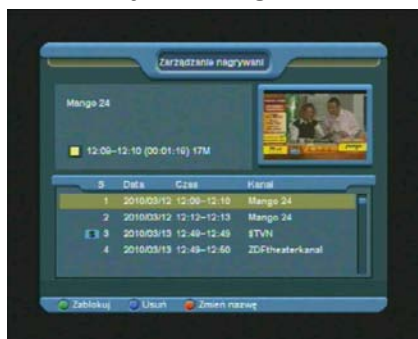 Zarządzanie nagrywani
Mango 24
12:09–12:10 (00:01:19) 17M
S Data Czas Kanał
1 2010/03/12 12:09–12:10 Mango 24
2 2010/03/12 12:12–12:13 Mango 24
$ 3 2010/03/13 12:49–12:49 $TVN
4 2010/03/13 12:49–12:50 ZDFtheaterkanal
Zablokuj Usuń Zmien nazwę